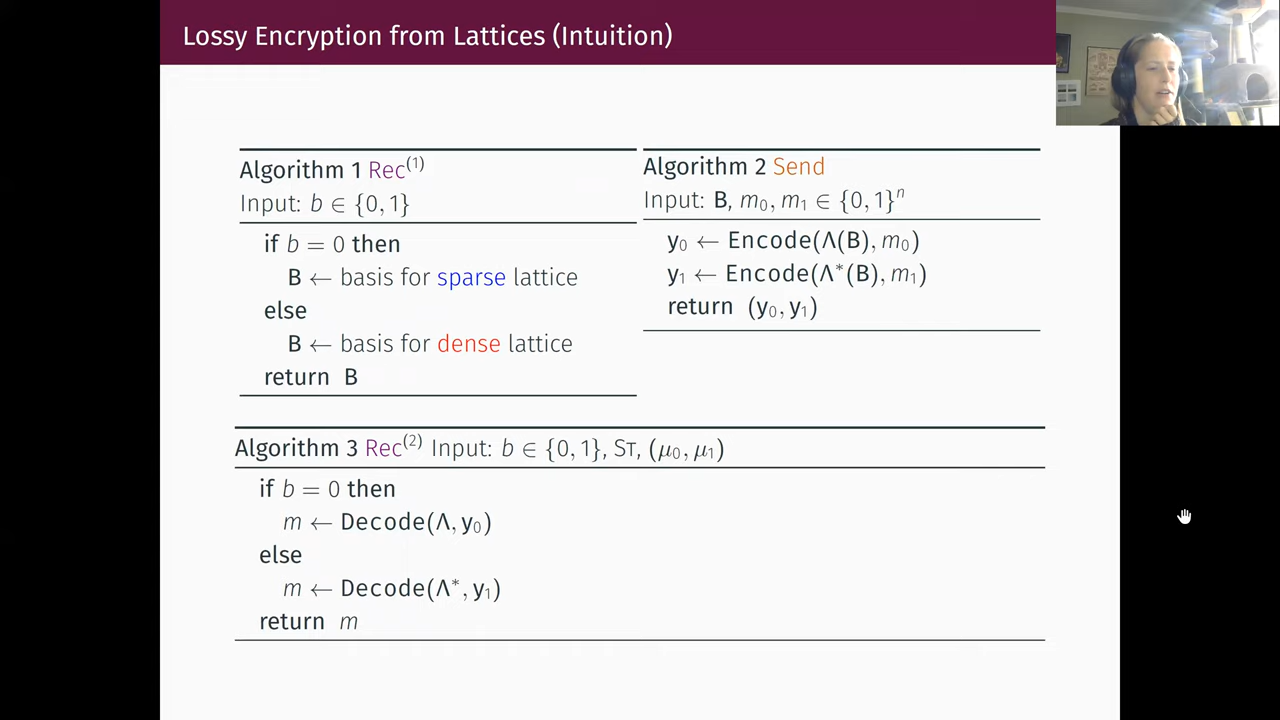 Lossy Encryption from Lattices (Intuition)
Algorithm 1 Rec⁽¹⁾
Input: b ∈ {0, 1}
if b = 0 then
B ← basis for sparse lattice
else
B ← basis for dense lattice
return B
Algorithm 2 Send
Input: B, m₀, m₁ ∈ {0, 1}ⁿ
y₀ ← Encode(Λ(B), m₀)
y₁ ← Encode(Λ*(B), m₁)
return (y₀, y₁)
Algorithm 3 Rec⁽²⁾ Input: b ∈ {0, 1}, Sᴛ, (μ₀, μ₁)
if b = 0 then
m ← Decode(Λ, y₀)
else
m ← Decode(Λ*, y₁)
return m